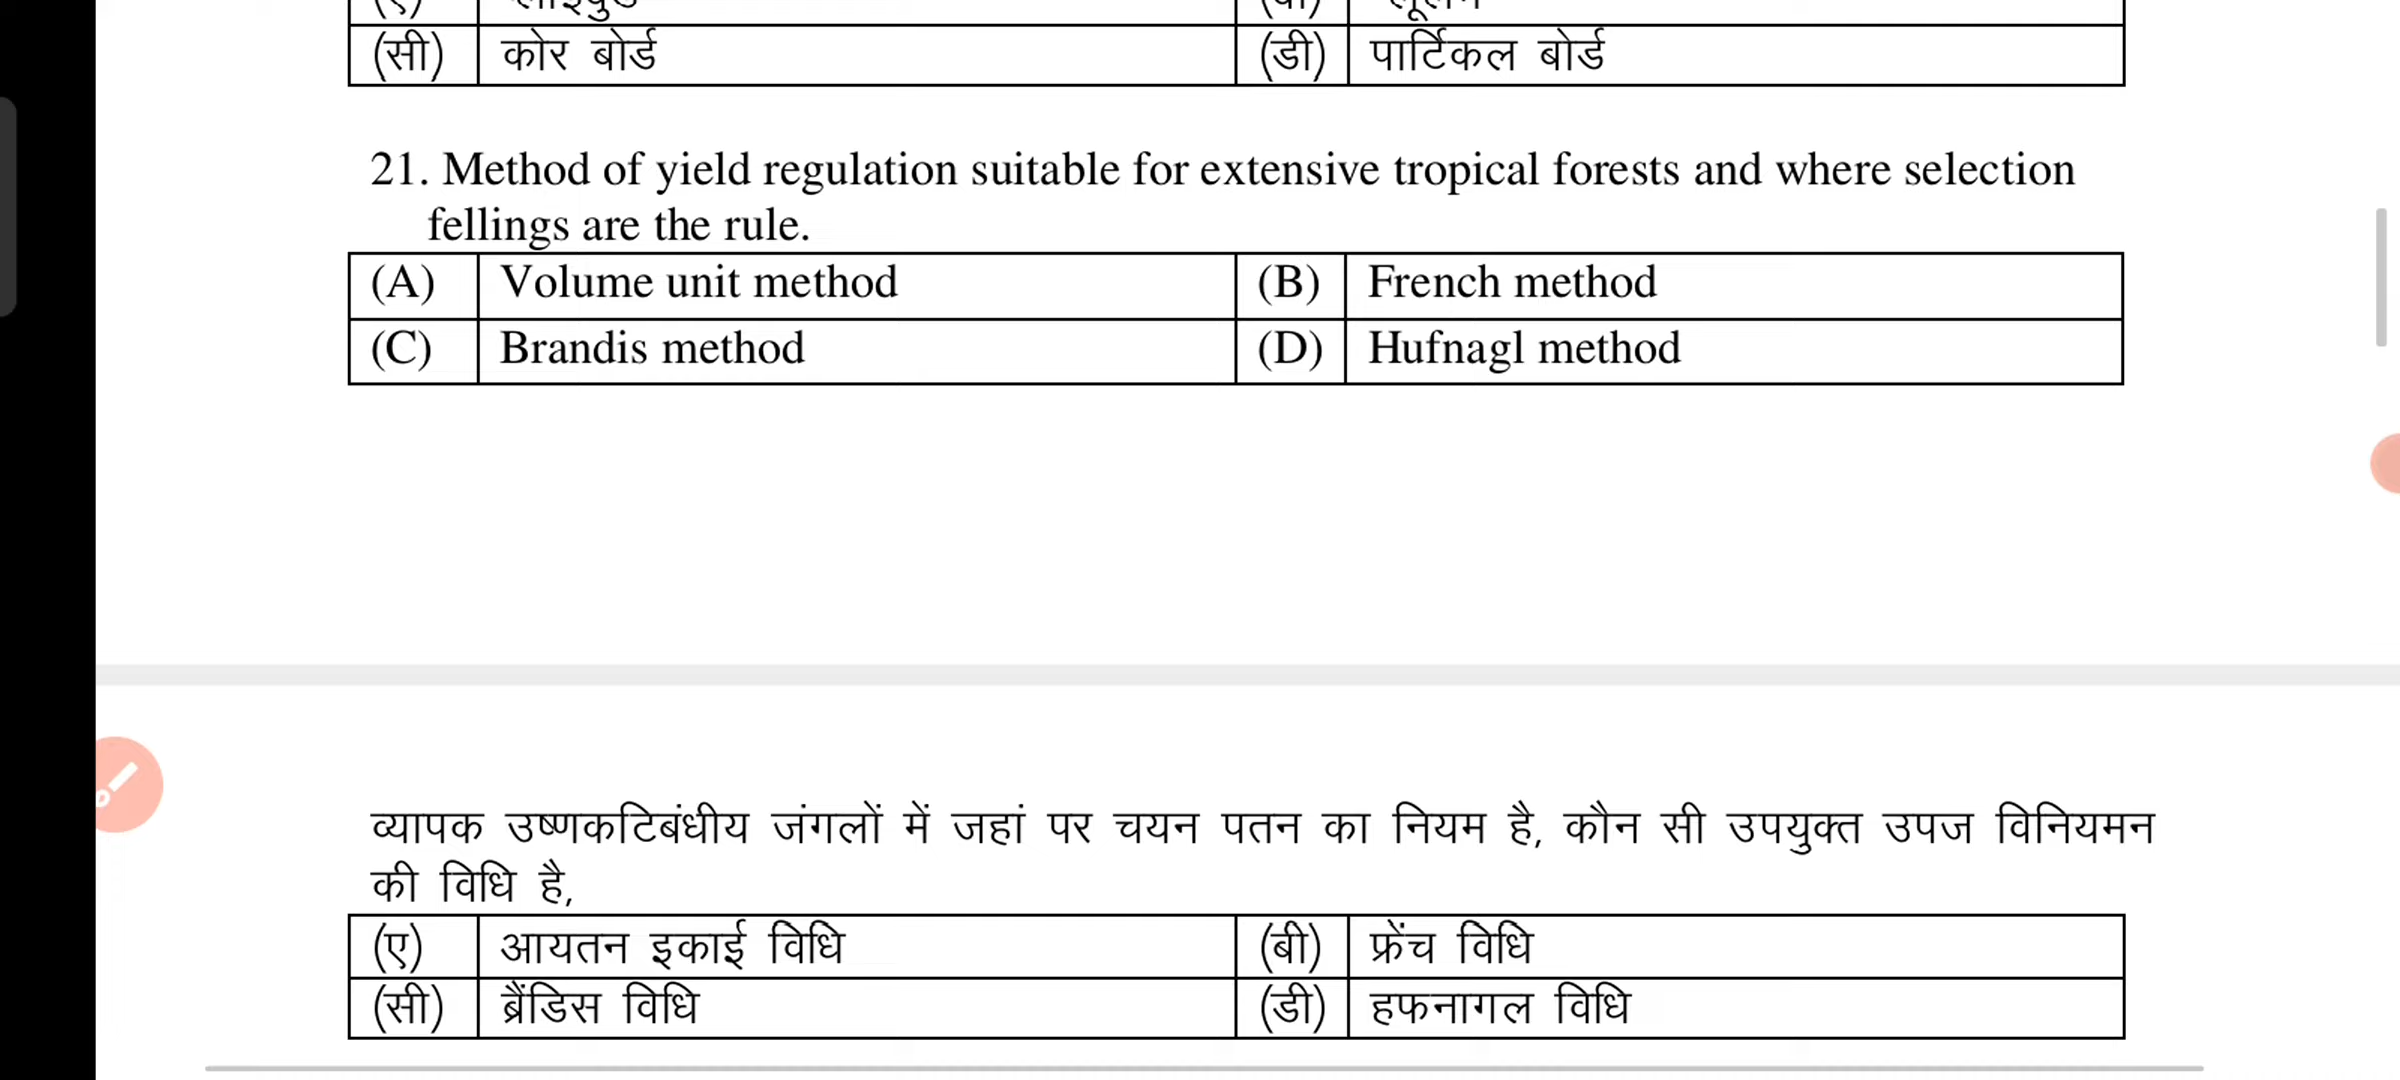 (सी) कोर बोर्ड (डी) पार्टिकल बोर्ड
21. Method of yield regulation suitable for extensive tropical forests and where selection
fellings are the rule.
(A) Volume unit method (B) French method
(C) Brandis method (D) Hufnagl method
व्यापक उष्णकटिबंधीय जंगलों में जहां पर चयन पतन का नियम है, कौन सी उपयुक्त उपज विनियमन
की विधि है,
(ए) आयतन इकाई विधि (बी) फ्रेंच विधि
(सी) ब्रैंडिस विधि (डी) हफनागल विधि